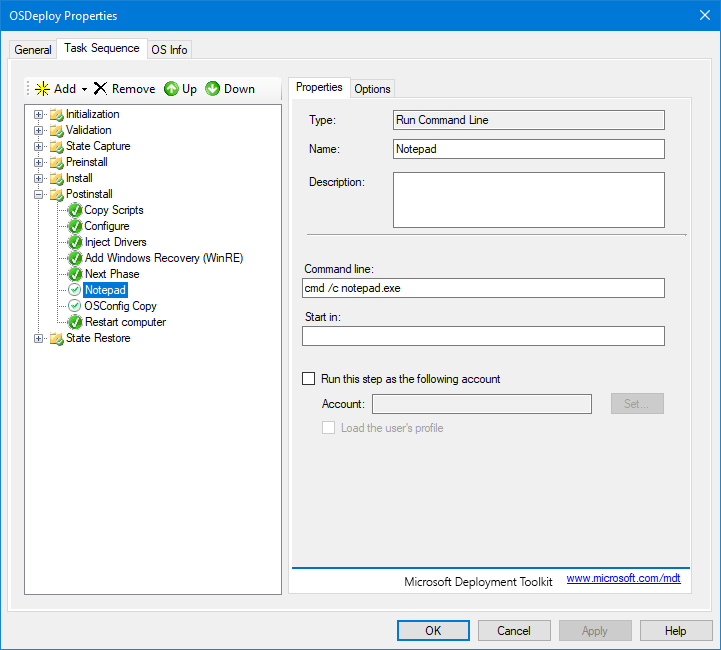 OSDeploy Properties
General
Task Sequence
OS Info
Add
Remove
Up
Down
Initialization
Validation
State Capture
Preinstall
Install
Postinstall
Copy Scripts
Configure
Inject Drivers
Add Windows Recovery (WinRE)
Next Phase
Notepad
OSConfig Copy
Restart computer
State Restore
Properties
Options
Type:
Run Command Line
Name:
Notepad
Description:
Command line:
cmd /c notepad.exe
Start in:
Run this step as the following account
Account:
Set...
Load the user's profile
Microsoft Deployment Toolkit
www.microsoft.com/mdt
OK
Cancel
Apply
Help